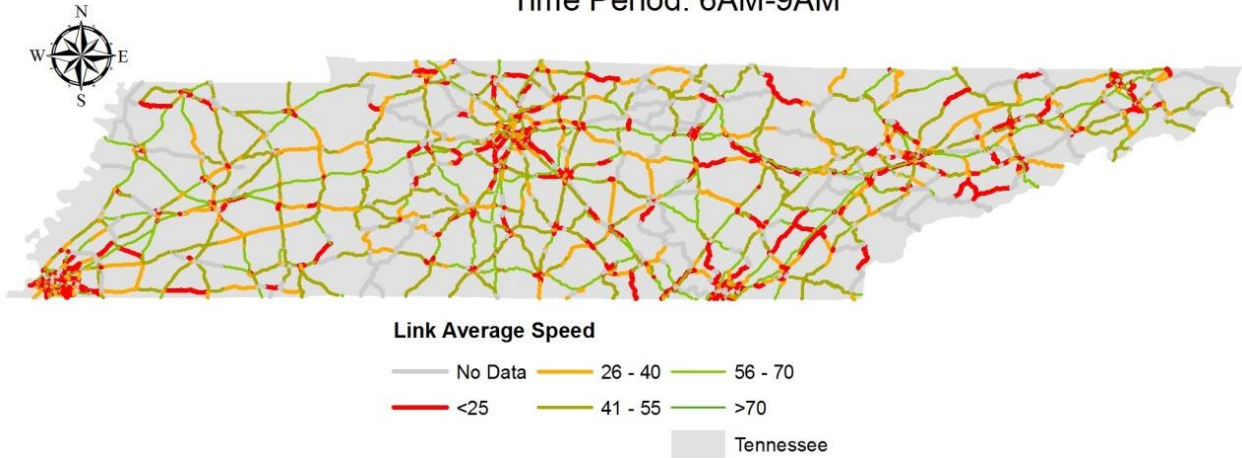 Time Period: 6AM-9AM
N
W E
S
Link Average Speed
No Data 26 - 40 56 - 70
<25 41 - 55 >70
Tennessee